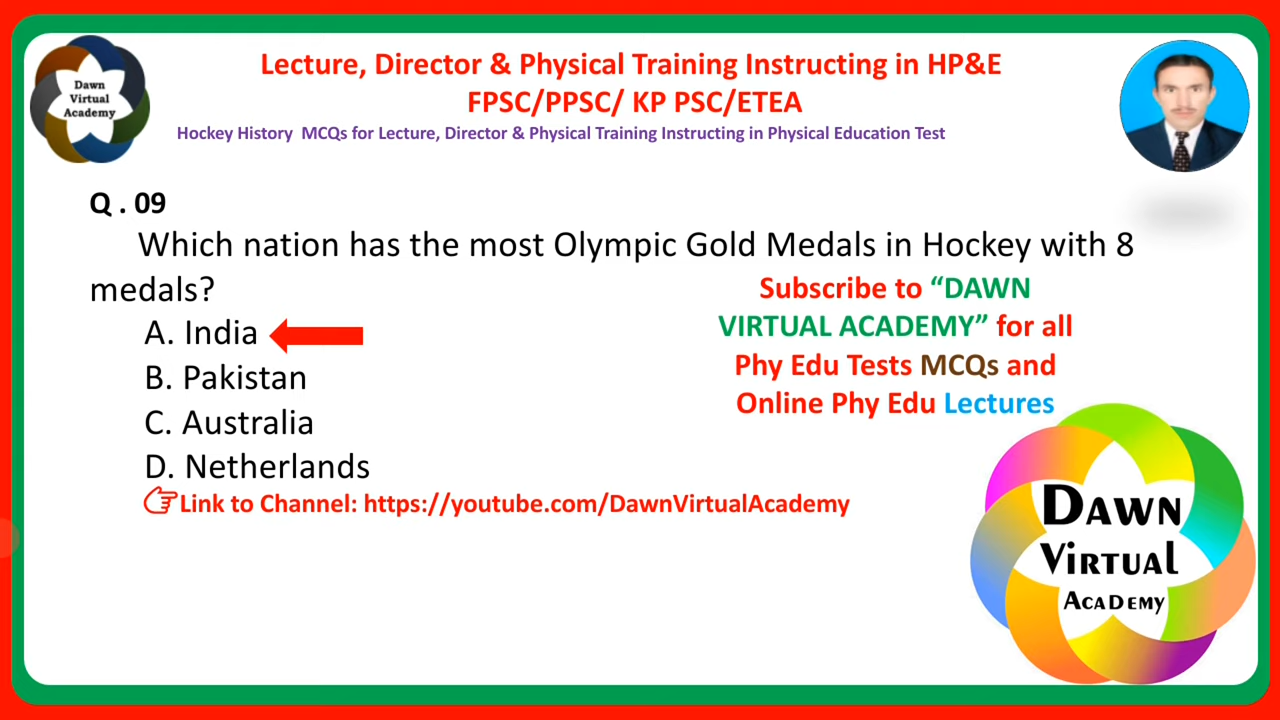 Dawn
Virtual
Academy
Lecture, Director & Physical Training Instructing in HP&E
FPSC/PPSC/ KP PSC/ETEA
Hockey History MCQs for Lecture, Director & Physical Training Instructing in Physical Education Test
Q . 09
Which nation has the most Olympic Gold Medals in Hockey with 8
medals?
A. India
B. Pakistan
C. Australia
D. Netherlands
Subscribe to “DAWN
VIRTUAL ACADEMY” for all
Phy Edu Tests MCQs and
Online Phy Edu Lectures
Link to Channel: https://youtube.com/DawnVirtualAcademy
DAWN
VIRTUAL
ACADEMY